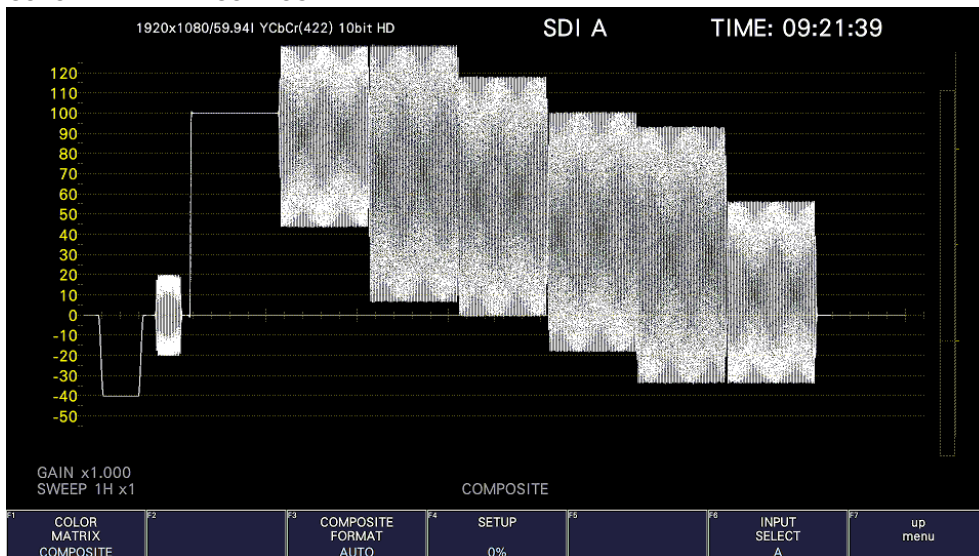 1920x1080/59.94I YCbCr(422) 10bit HD
SDI A
TIME: 09:21:39
120
110
100
90
80
70
60
50
40
30
20
10
0
-10
-20
-30
-40
-50
GAIN x1.000
SWEEP 1H x1
COMPOSITE
F1
COLOR
MATRIX
COMPOSITE
F2
F3
COMPOSITE
FORMAT
AUTO
F4
SETUP
0%
F5
F6
INPUT
SELECT
A
F7
up
menu